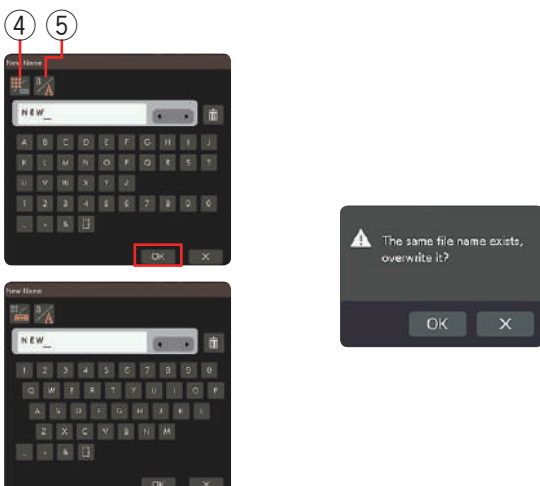 ④ ⑤
New Name
a/A
NEW_
A B C D E F G H I J
K L M N O P Q R S T
U V W X Y Z
1 2 3 4 5 6 7 8 9 0
OK X
New Name
a/A
NEW_
1 2 3 4 5 6 7 8 9 0
Q W E R T Y U I O P
A S D F G H J K L
Z X C V B N M
OK X
The same file name exists,
overwrite it?
OK X